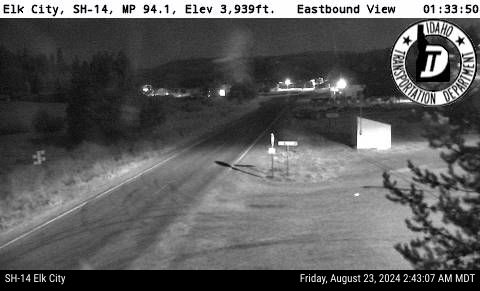 Elk City, SH-14, MP 94.1, Elev 3,939ft. Eastbound View 01:33:50
IDAHO
TRANSPORTATION DEPARTMENT
SH-14 Elk City Friday, August 23, 2024 2:43:07 AM MDT